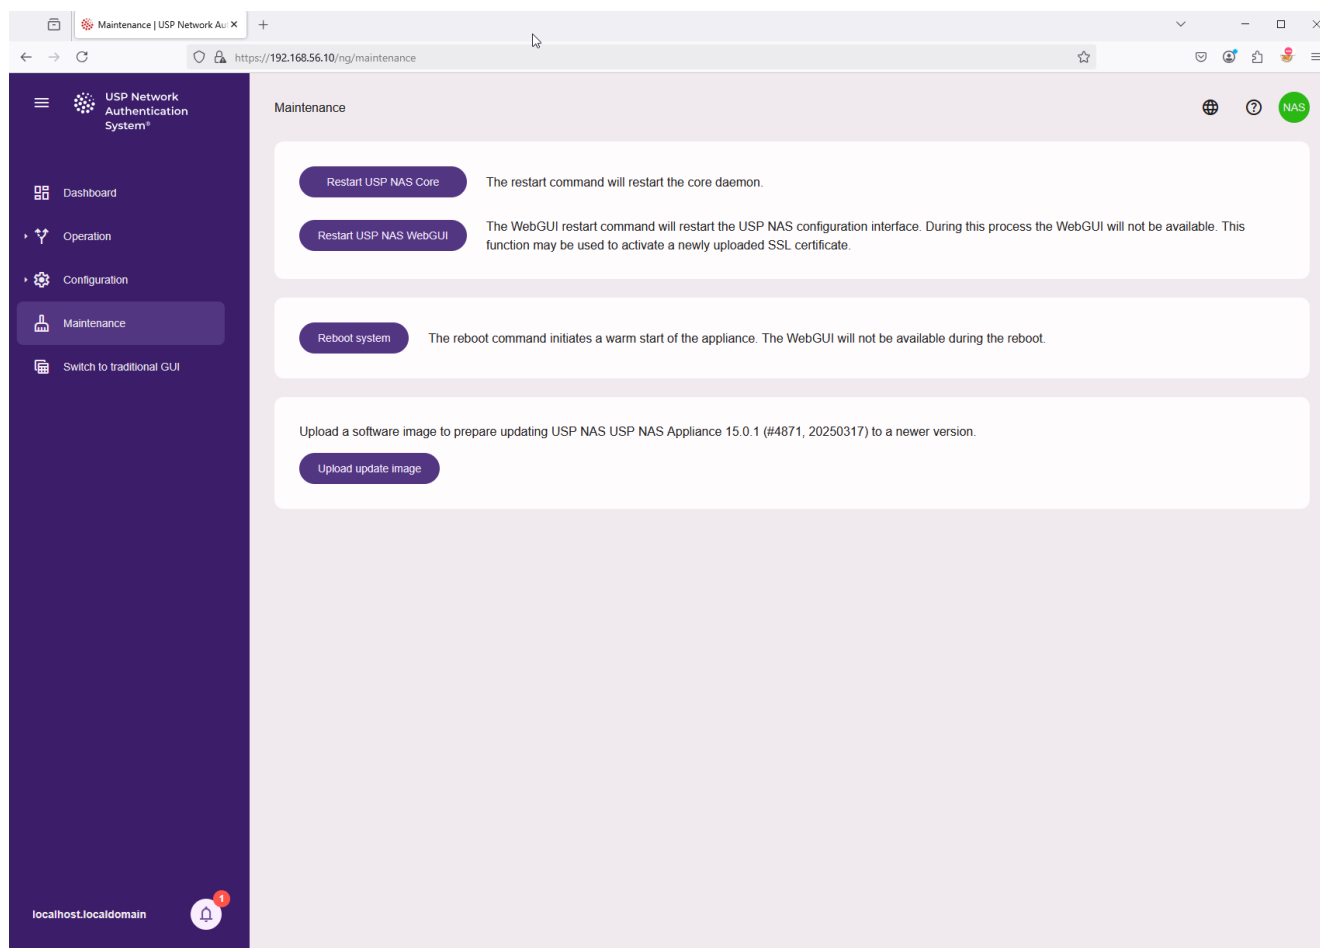 Maintenance | USP Network Au
https://192.168.56.10/ng/maintenance
USP Network
Authentication
System®
Maintenance
NAS
Dashboard
Operation
Configuration
Maintenance
Switch to traditional GUI
Restart USP NAS Core
The restart command will restart the core daemon.
Restart USP NAS WebGUI
The WebGUI restart command will restart the USP NAS configuration interface. During this process the WebGUI will not be available. This
function may be used to activate a newly uploaded SSL certificate.
Reboot system
The reboot command initiates a warm start of the appliance. The WebGUI will not be available during the reboot.
Upload a software image to prepare updating USP NAS USP NAS Appliance 15.0.1 (#4871, 20250317) to a newer version.
Upload update image
localhost.localdomain
1